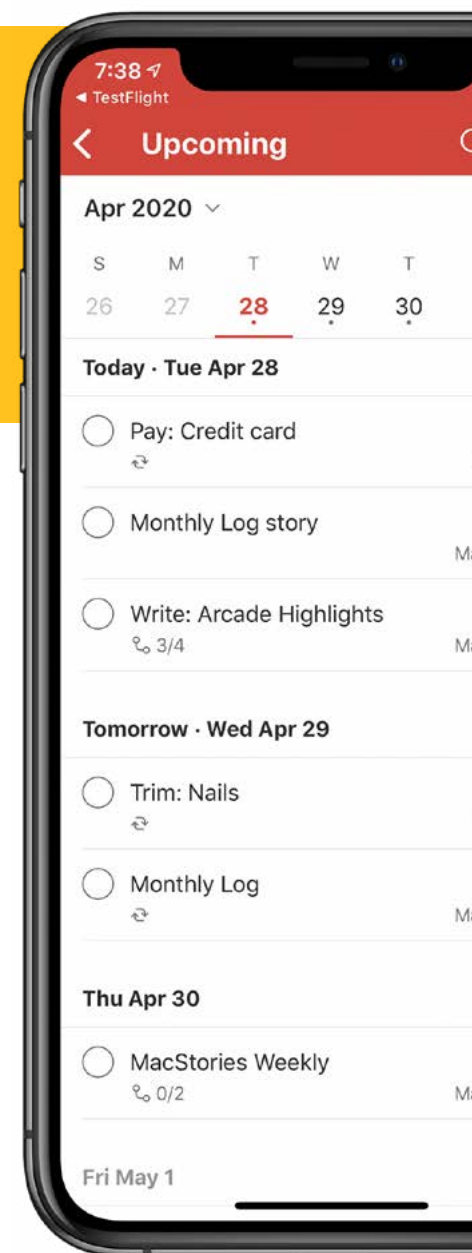 7:38
◀ TestFlight
Upcoming
Apr 2020
S M T W T
26 27 28 29 30
Today · Tue Apr 28
Pay: Credit card
Monthly Log story
Write: Arcade Highlights
3/4
Tomorrow · Wed Apr 29
Trim: Nails
Monthly Log
Thu Apr 30
MacStories Weekly
0/2
Fri May 1